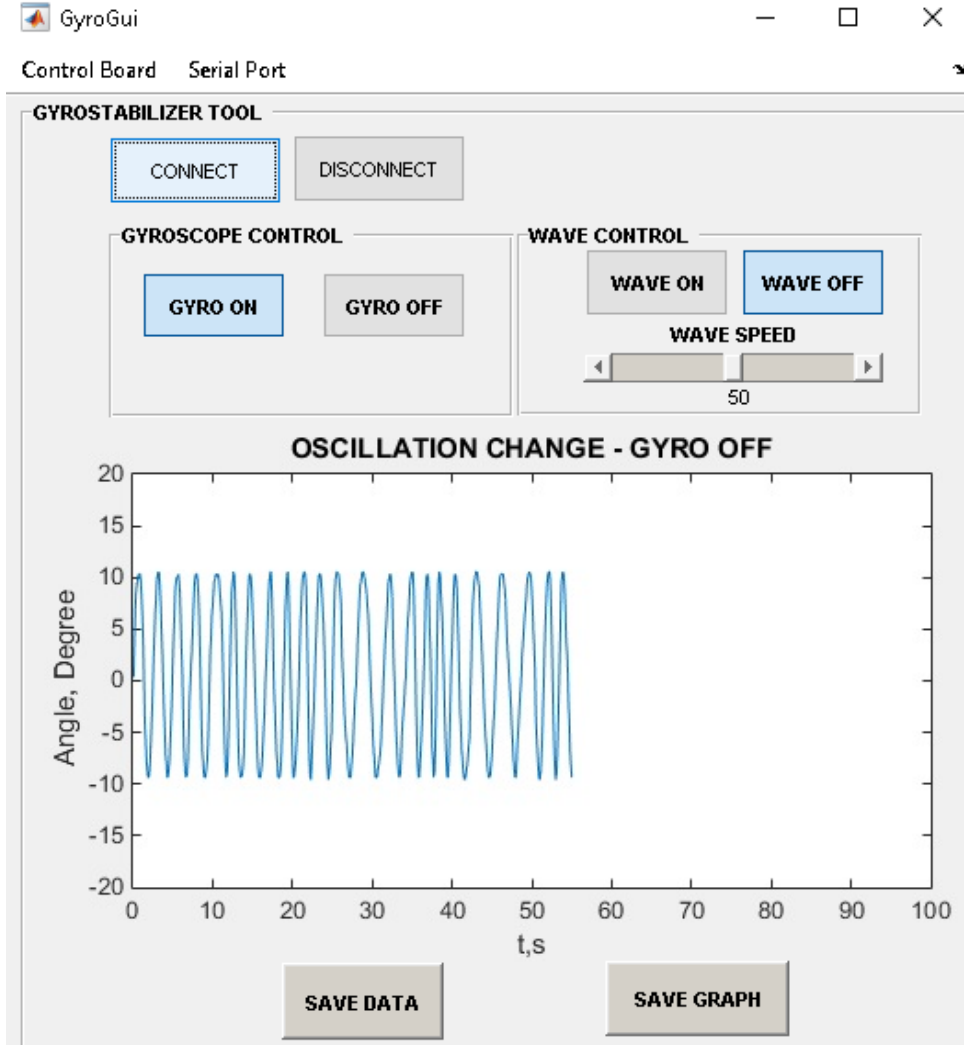 GyroGui
Control Board Serial Port
GYROSTABILIZER TOOL
CONNECT DISCONNECT
GYROSCOPE CONTROL
GYRO ON GYRO OFF
WAVE CONTROL
WAVE ON WAVE OFF
WAVE SPEED
50
OSCILLATION CHANGE - GYRO OFF
Angle, Degree
20
15
10
5
0
-5
-10
-15
-20
0 10 20 30 40 50 60 70 80 90 100
t,s
SAVE DATA SAVE GRAPH